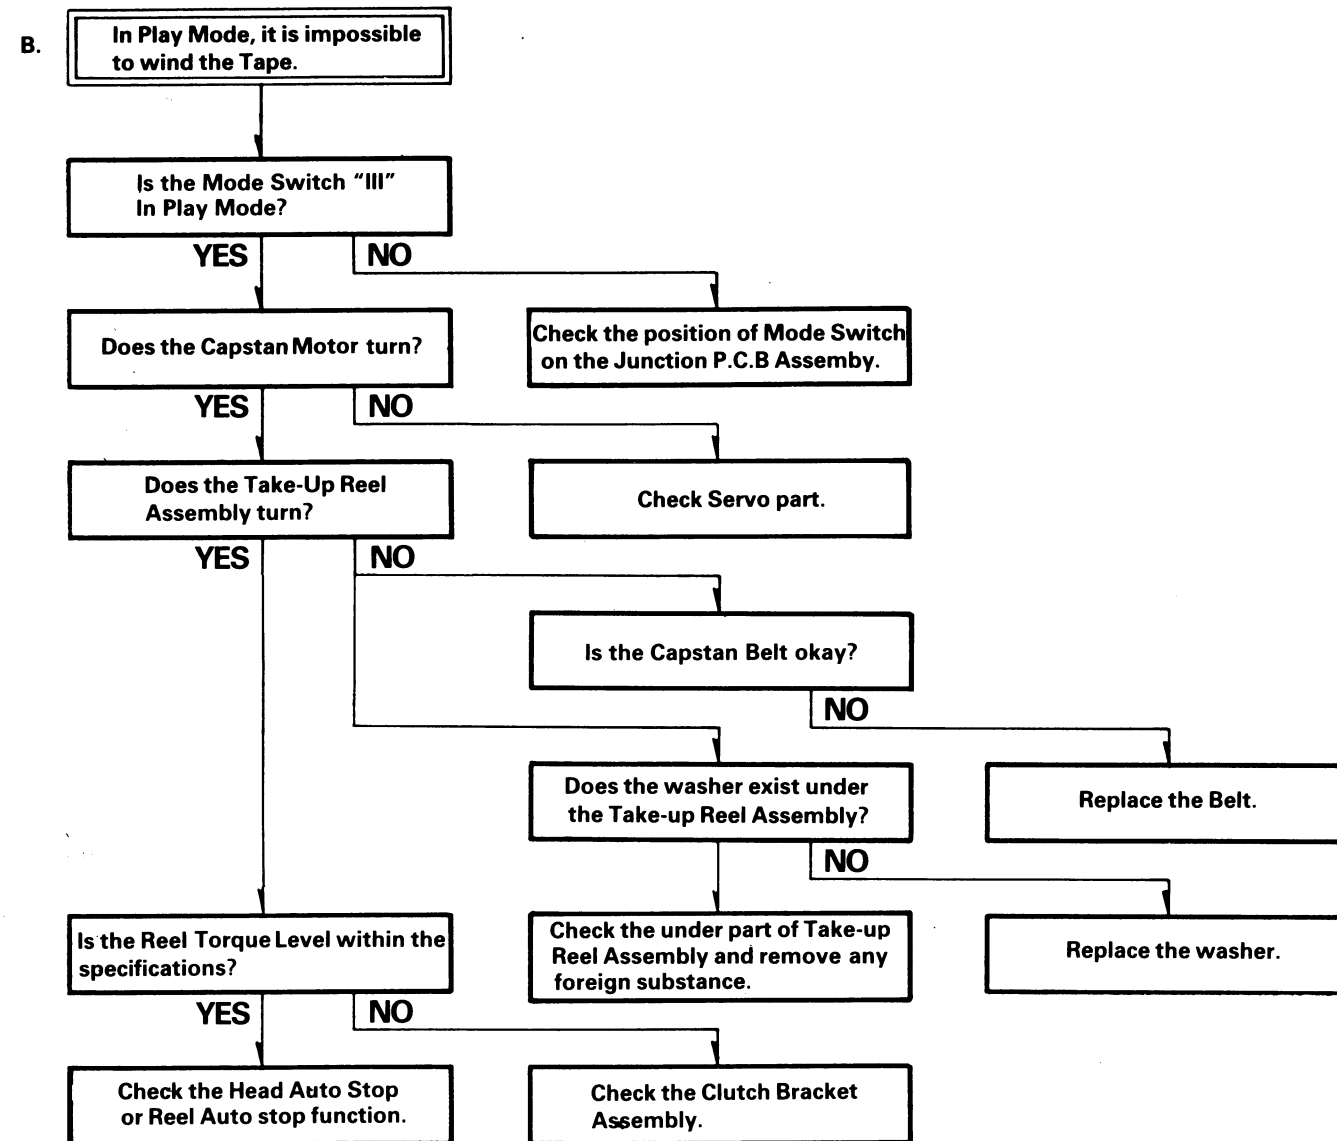 B.
In Play Mode, it is impossible
to wind the Tape.
Is the Mode Switch "III"
In Play Mode?
YES
NO
Does the Capstan Motor turn?
Check the position of Mode Switch
on the Junction P.C.B Assemby.
YES
NO
Does the Take-Up Reel
Assembly turn?
Check Servo part.
YES
NO
Is the Capstan Belt okay?
NO
Does the washer exist under
the Take-up Reel Assembly?
Replace the Belt.
NO
Is the Reel Torque Level within the
specifications?
Check the under part of Take-up
Reel Assembly and remove any
foreign substance.
Replace the washer.
YES
NO
Check the Head Auto Stop
or Reel Auto stop function.
Check the Clutch Bracket
Assembly.